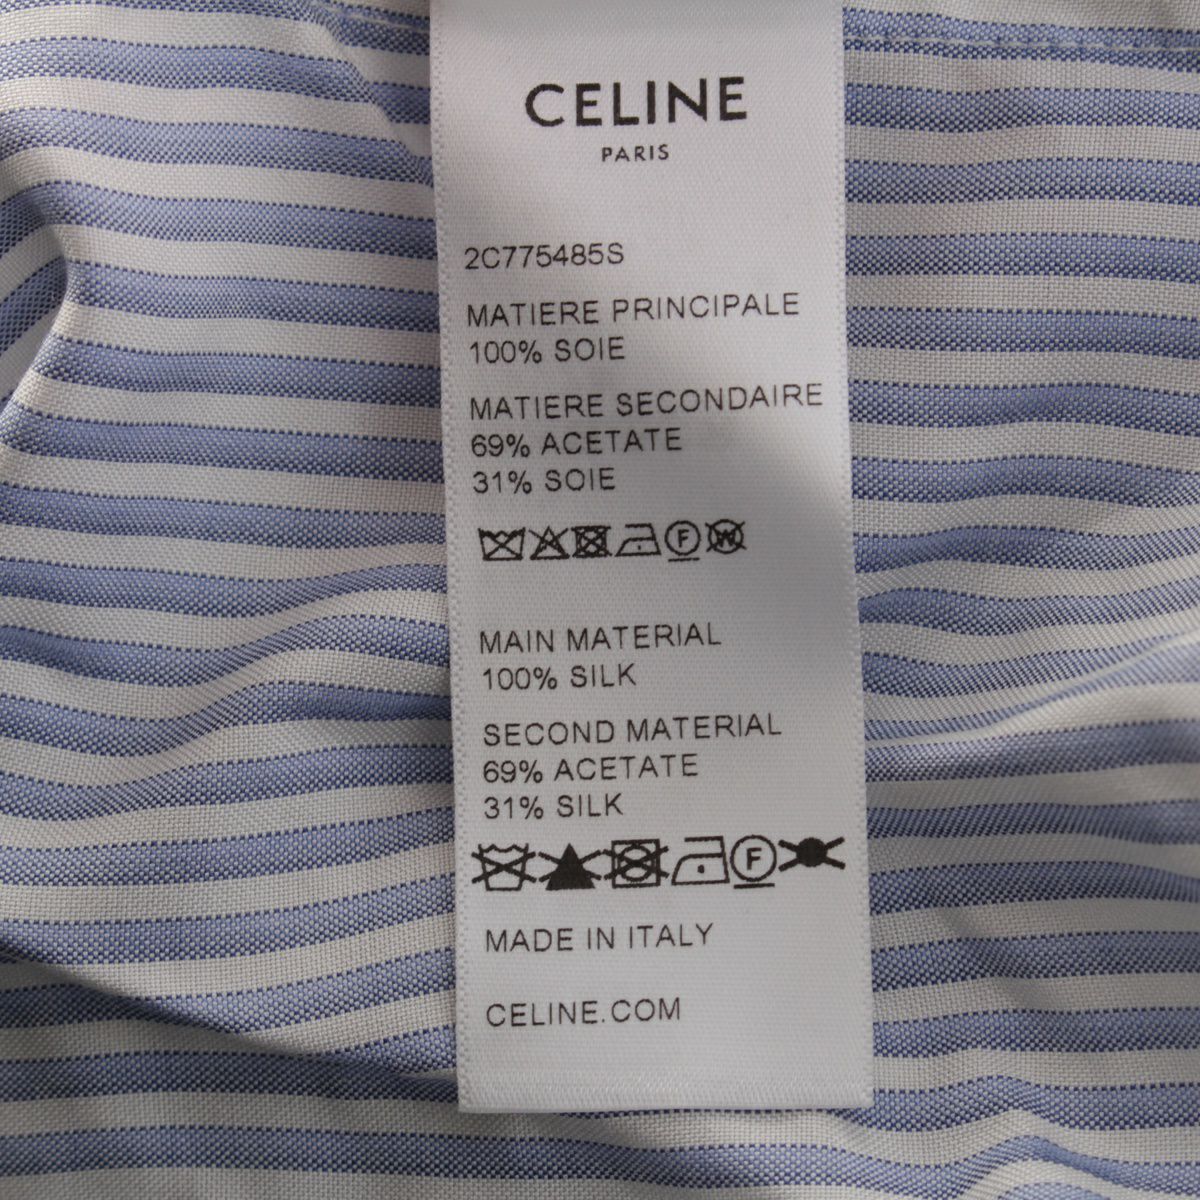 CELINE
PARIS
2C775485S
MATIERE PRINCIPALE
100% SOIE
MATIERE SECONDAIRE
69% ACETATE
31% SOIE
F W
MAIN MATERIAL
100% SILK
SECOND MATERIAL
69% ACETATE
31% SILK
F
MADE IN ITALY
CELINE.COM